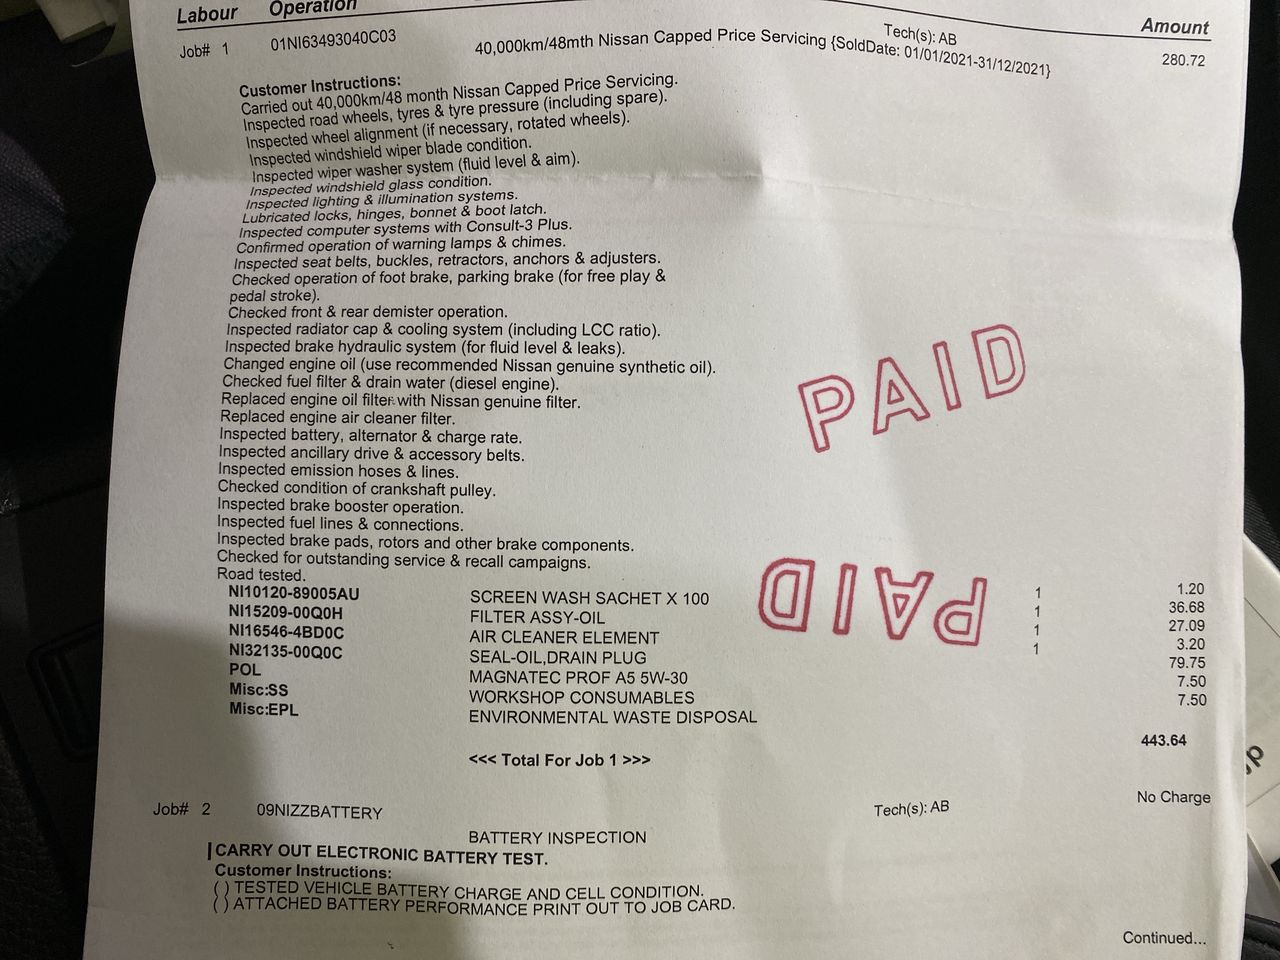 Labour Operation Amount
Job# 1 01NI63493040C03 Tech(s): AB 280.72
40,000km/48mth Nissan Capped Price Servicing {SoldDate: 01/01/2021-31/12/2021}
Customer Instructions:
Carried out 40,000km/48 month Nissan Capped Price Servicing.
Inspected road wheels, tyres & tyre pressure (including spare).
Inspected wheel alignment (if necessary, rotated wheels).
Inspected windshield wiper blade condition.
Inspected wiper washer system (fluid level & aim).
Inspected windshield glass condition.
Inspected lighting & illumination systems.
Lubricated locks, hinges, bonnet & boot latch.
Inspected computer systems with Consult-3 Plus.
Confirmed operation of warning lamps & chimes.
Inspected seat belts, buckles, retractors, anchors & adjusters.
Checked operation of foot brake, parking brake (for free play &
pedal stroke).
Checked front & rear demister operation.
Inspected radiator cap & cooling system (including LCC ratio).
Inspected brake hydraulic system (for fluid level & leaks).
Changed engine oil (use recommended Nissan genuine synthetic oil).
Checked fuel filter & drain water (diesel engine).
Replaced engine oil filter with Nissan genuine filter.
Replaced engine air cleaner filter.
Inspected battery, alternator & charge rate.
Inspected ancillary drive & accessory belts.
Inspected emission hoses & lines.
Checked condition of crankshaft pulley.
Inspected brake booster operation.
Inspected fuel lines & connections.
Inspected brake pads, rotors and other brake components.
Checked for outstanding service & recall campaigns.
Road tested.
PAID
PAID
NI10120-89005AU SCREEN WASH SACHET X 100 1 1.20
NI15209-00Q0H FILTER ASSY-OIL 1 36.68
NI16546-4BD0C AIR CLEANER ELEMENT 1 27.09
NI32135-00Q0C SEAL-OIL,DRAIN PLUG 1 3.20
POL MAGNATEC PROF A5 5W-30 79.75
Misc:SS WORKSHOP CONSUMABLES 7.50
Misc:EPL ENVIRONMENTAL WASTE DISPOSAL 7.50
<<< Total For Job 1 >>> 443.64
Job# 2 09NIZZBATTERY Tech(s): AB No Charge
BATTERY INSPECTION
CARRY OUT ELECTRONIC BATTERY TEST.
Customer Instructions:
( ) TESTED VEHICLE BATTERY CHARGE AND CELL CONDITION.
( ) ATTACHED BATTERY PERFORMANCE PRINT OUT TO JOB CARD.
Continued...